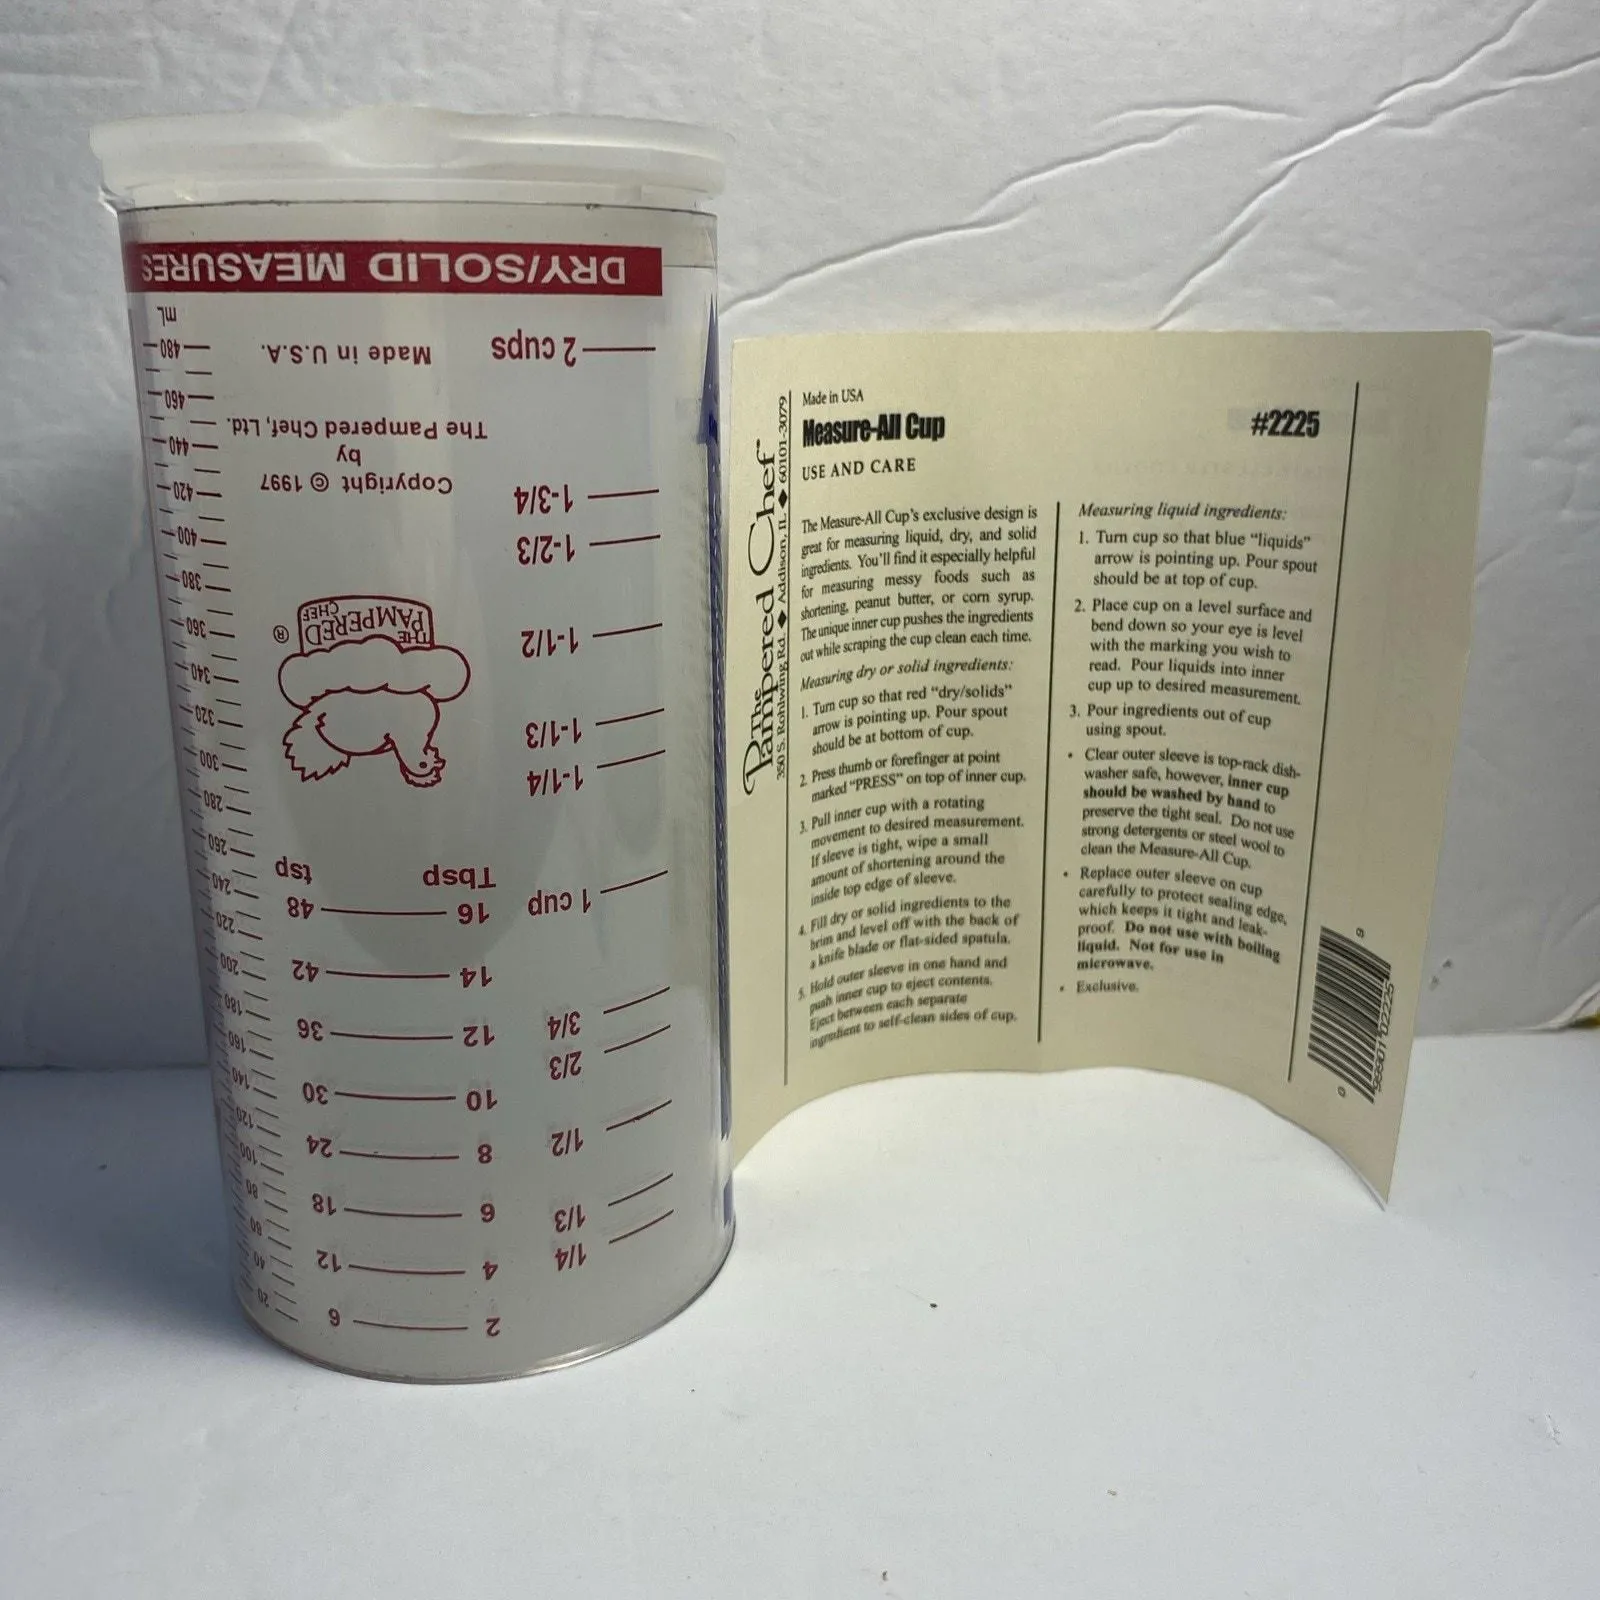 DRY/SOLID MEASURES
mL
2 cups
Made in U.S.A.
The Pampered Chef, Ltd.
by
Copyright © 1997
1-3/4
1-2/3
1-1/2
1-1/3
1-1/4
THE
PAMPERED
CHEF
®
tsp
Tbsp
1 cup
48
16
42
14
36
12
30
10
24
8
18
6
12
4
6
2
3/4
2/3
1/2
1/3
1/4
480
460
440
420
400
380
360
340
320
300
280
260
240
220
200
180
160
140
120
100
80
40
20
The
Pampered Chef™
350 S. Rohlwing Rd. ◆ Addison, IL ◆ 60101-3079
Made in USA
Measure-All Cup
#2225
USE AND CARE
The Measure-All Cup's exclusive design is
great for measuring liquid, dry, and solid
ingredients. You'll find it especially helpful
for measuring messy foods such as
shortening, peanut butter, or corn syrup.
The unique inner cup pushes the ingredients
out while scraping the cup clean each time.
Measuring dry or solid ingredients:
1. Turn cup so that red "dry/solids"
arrow is pointing up. Pour spout
should be at bottom of cup.
2. Press thumb or forefinger at point
marked "PRESS" on top of inner cup.
3. Pull inner cup with a rotating
movement to desired measurement.
If sleeve is tight, wipe a small
amount of shortening around the
inside top edge of sleeve.
4. Fill dry or solid ingredients to the
brim and level off with the back of
a knife blade or flat-sided spatula.
5. Hold outer sleeve in one hand and
push inner cup to eject contents.
Eject between each separate
ingredient to self-clean sides of cup.
Measuring liquid ingredients:
1. Turn cup so that blue "liquids"
arrow is pointing up. Pour spout
should be at top of cup.
2. Place cup on a level surface and
bend down so your eye is level
with the marking you wish to
read. Pour liquids into inner
cup up to desired measurement.
3. Pour ingredients out of cup
using spout.
• Clear outer sleeve is top-rack dish-
washer safe, however, inner cup
should be washed by hand to
preserve the tight seal. Do not use
strong detergents or steel wool to
clean the Measure-All Cup.
• Replace outer sleeve on cup
carefully to protect sealing edge,
which keeps it tight and leak-
proof. Do not use with boiling
liquid. Not for use in
microwave.
• Exclusive.